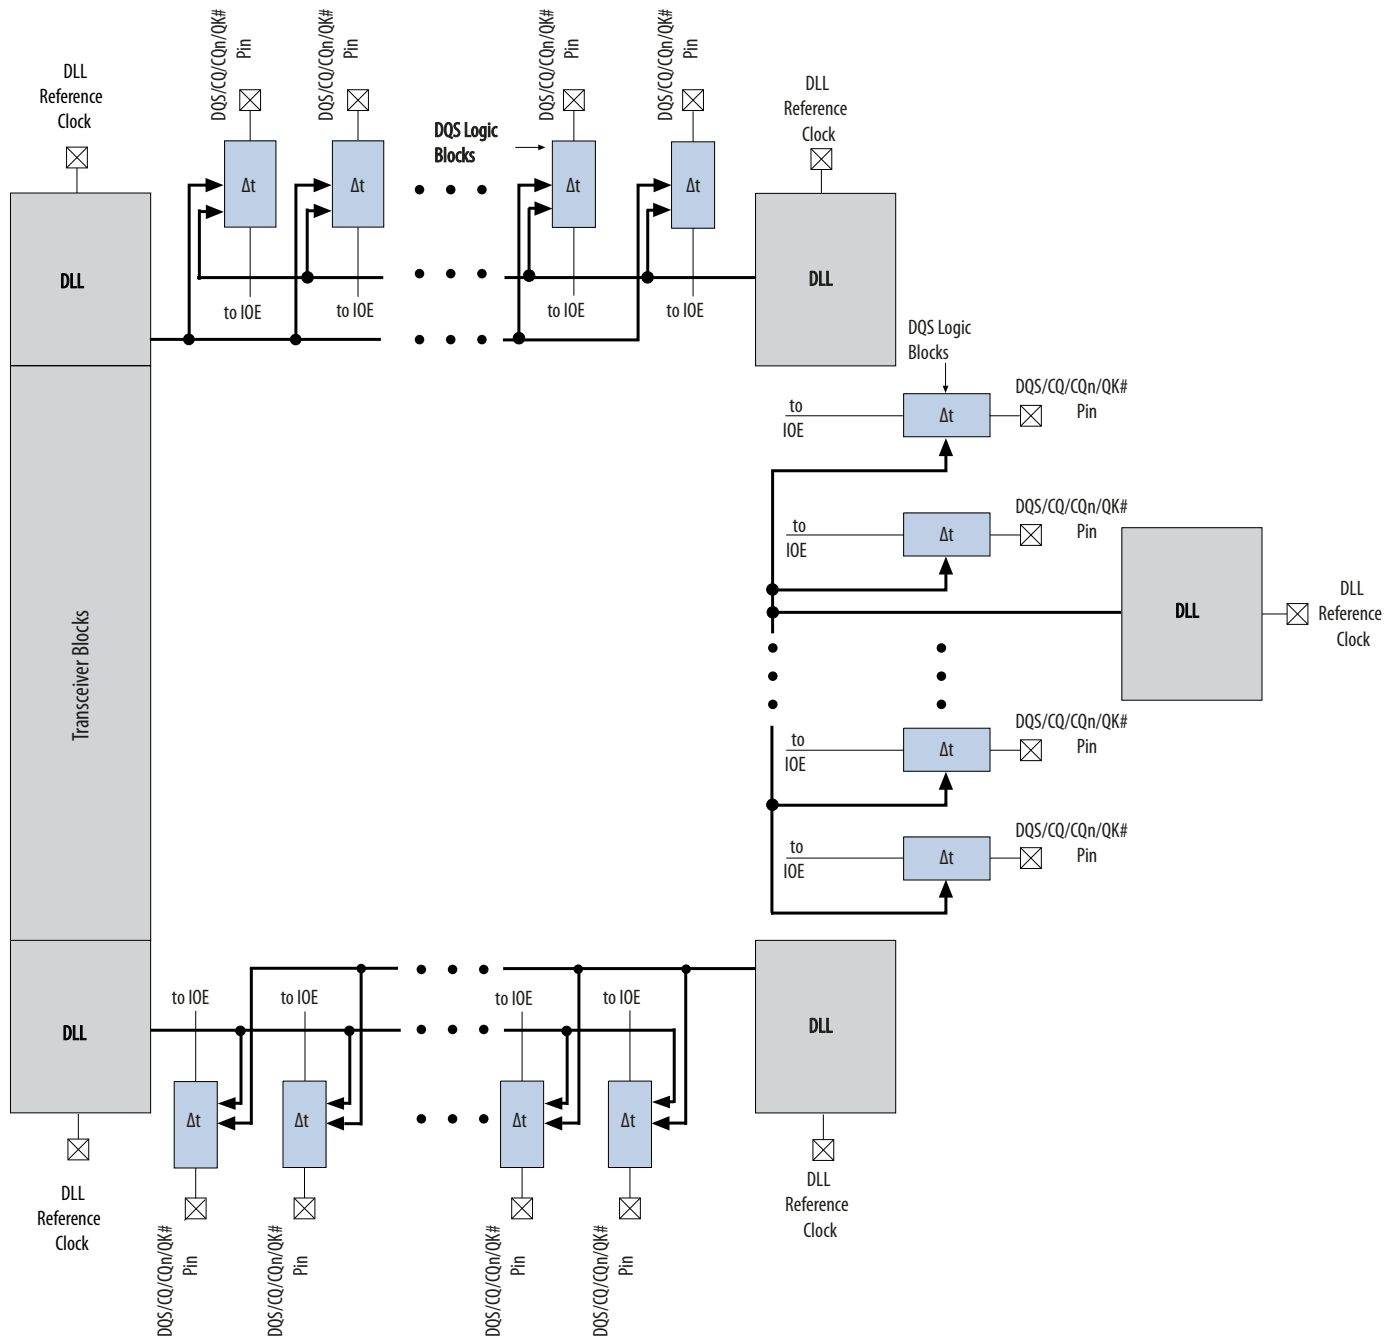 DQS/CQ/CQn/QK#
Pin
DQS/CQ/CQn/QK#
Pin
DQS/CQ/CQn/QK#
Pin
DQS/CQ/CQn/QK#
Pin
DLL
Reference
Clock
DLL
Reference
Clock
DQS Logic
Blocks
Δt
Δt
Δt
Δt
DLL
DLL
to IOE
to IOE
to IOE
to IOE
DQS Logic
Blocks
to
IOE
Δt
DQS/CQ/CQn/QK#
Pin
to
IOE
Δt
DQS/CQ/CQn/QK#
Pin
DLL
DLL
Reference
Clock
Transceiver Blocks
to
IOE
Δt
DQS/CQ/CQn/QK#
Pin
to
IOE
Δt
DQS/CQ/CQn/QK#
Pin
to IOE
to IOE
to IOE
to IOE
DLL
DLL
Δt
Δt
Δt
Δt
DLL
Reference
Clock
DLL
Reference
Clock
DQS/CQ/CQn/QK#
Pin
DQS/CQ/CQn/QK#
Pin
DQS/CQ/CQn/QK#
Pin
DQS/CQ/CQn/QK#
Pin